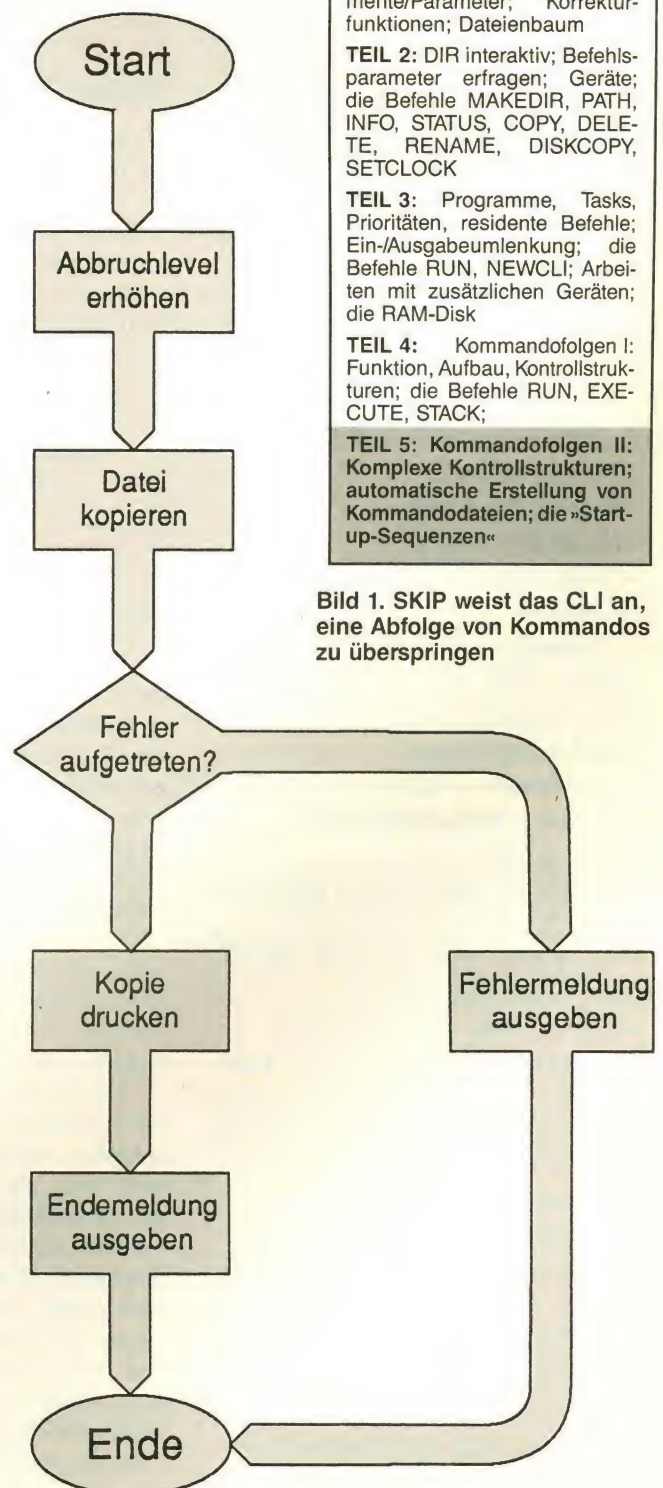 Start
Abbruchlevel
erhöhen
Datei
kopieren
Fehler
aufgetreten?
Kopie
drucken
Endemeldung
ausgeben
Ende
Fehlermeldung
ausgeben
mente/Parameter; Korrektur-
funktionen; Dateienbaum
TEIL 2: DIR interaktiv; Befehls-
parameter erfragen; Geräte;
die Befehle MAKEDIR, PATH,
INFO, STATUS, COPY, DELE-
TE, RENAME, DISKCOPY,
SETCLOCK
TEIL 3: Programme, Tasks,
Prioritäten, residente Befehle;
Ein-/Ausgabeumlenkung; die
Befehle RUN, NEWCLI; Arbei-
ten mit zusätzlichen Geräten;
die RAM-Disk
TEIL 4: Kommandofolgen I:
Funktion, Aufbau, Kontrollstruk-
turen; die Befehle RUN, EXE-
CUTE, STACK;
TEIL 5: Kommandofolgen II:
Komplexe Kontrollstrukturen;
automatische Erstellung von
Kommandodateien; die »Start-
up-Sequenzen«
Bild 1. SKIP weist das CLI an,
eine Abfolge von Kommandos
zu überspringen